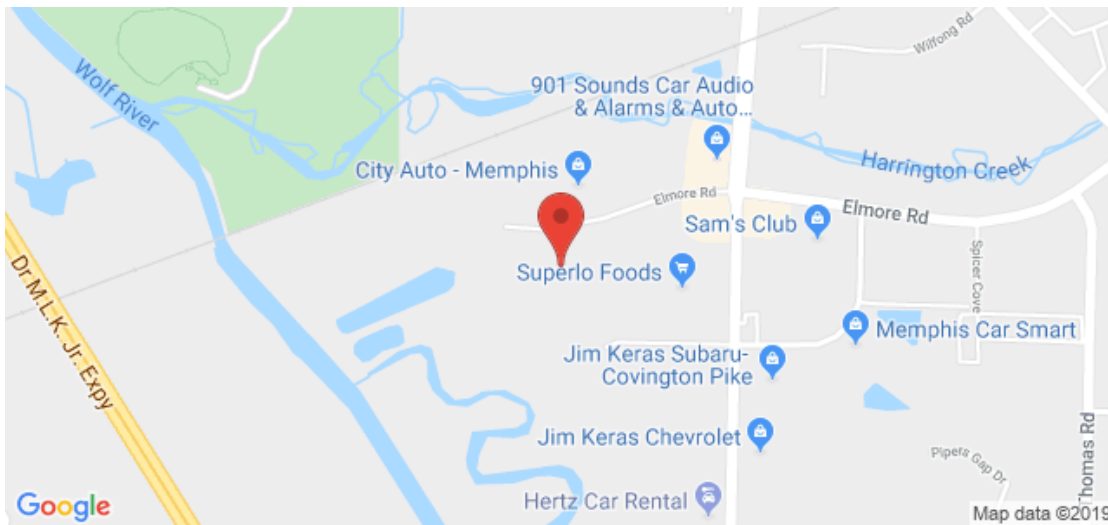 Wilfong Rd
Wolf River
901 Sounds Car Audio
& Alarms & Auto...
Harrington Creek
City Auto - Memphis
Elmore Rd
Elmore Rd
Sam's Club
Spicer Cove
Superlo Foods
Dr M.L.K. Jr. Expy
Memphis Car Smart
Jim Keras Subaru-
Covington Pike
Jim Keras Chevrolet
Pipers Gap Dr
Thomas Rd
Hertz Car Rental
Google
Map data ©2019